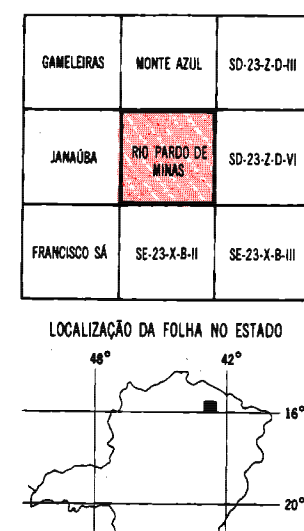 GAMELEIRAS MONTE AZUL SD-23-Z-D-III
JANAÚBA RIO PARDO DE MINAS SD-23-Z-D-VI
FRANCISCO SÁ SE-23-X-B-II SE-23-X-B-III
LOCALIZAÇÃO DA FOLHA NO ESTADO
48° 42°
16°
20°